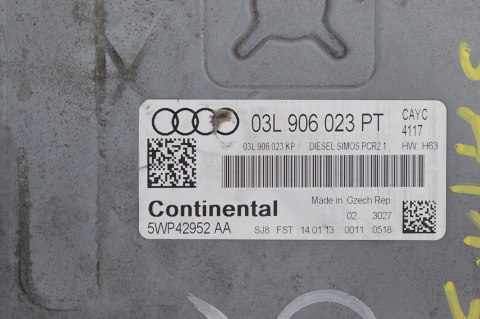 03L 906 023 PT CAYC
4117
03L 906 023 KP DIESEL SIMOS PCR2.1 HW H63
Made in Czech Rep.
Continental 02 3027
5WP42952 AA SJ8 FST 14 01 13 0011 0518